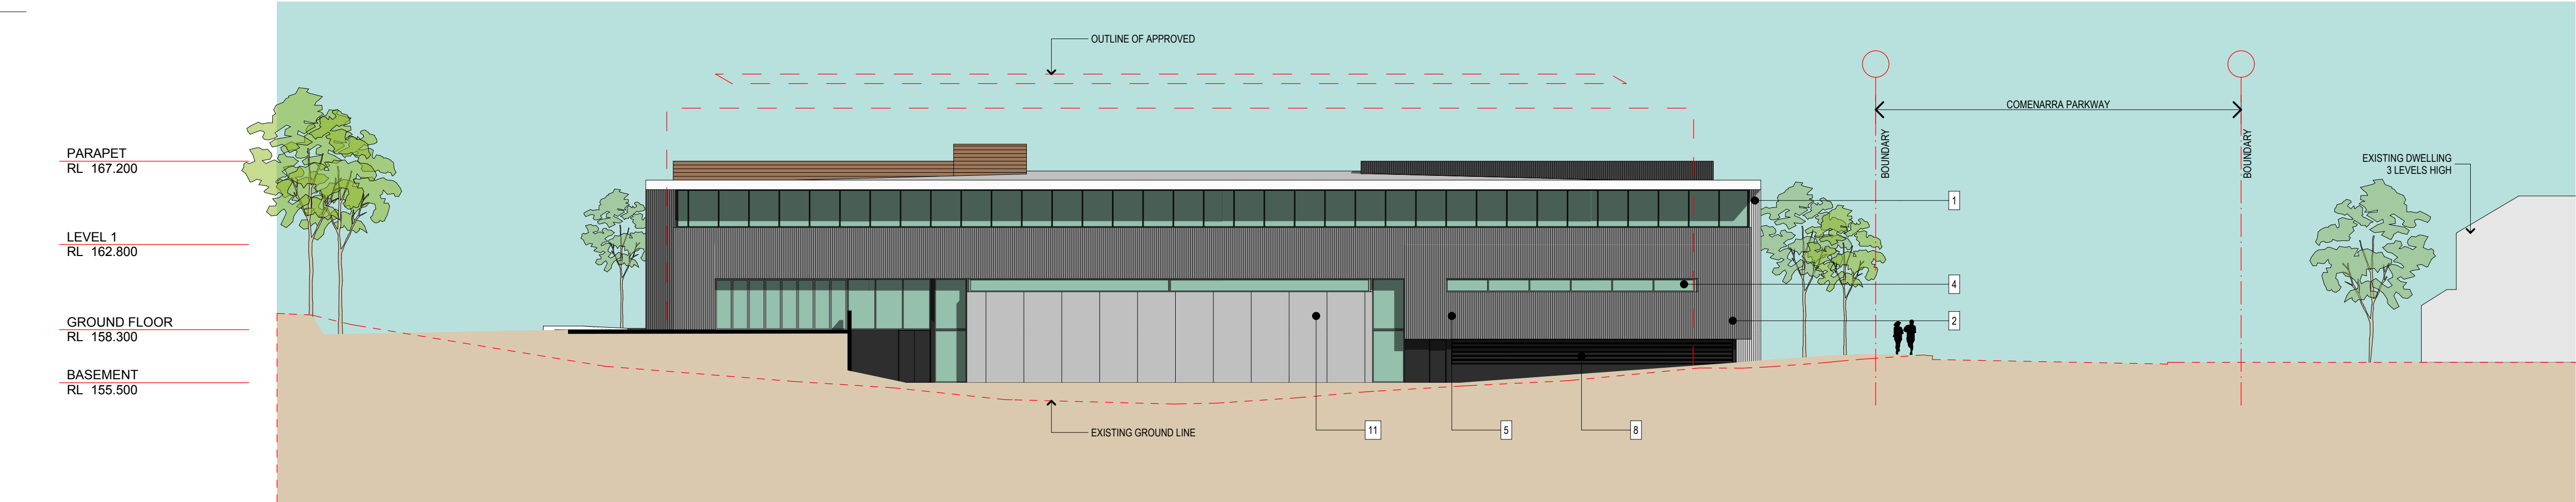 OUTLINE OF APPROVED
COMENARRA PARKWAY
BOUNDARY
BOUNDARY
EXISTING DWELLING
3 LEVELS HIGH
PARAPET
RL 167.200
LEVEL 1
RL 162.800
GROUND FLOOR
RL 158.300
BASEMENT
RL 155.500
1
4
2
EXISTING GROUND LINE
11
5
8